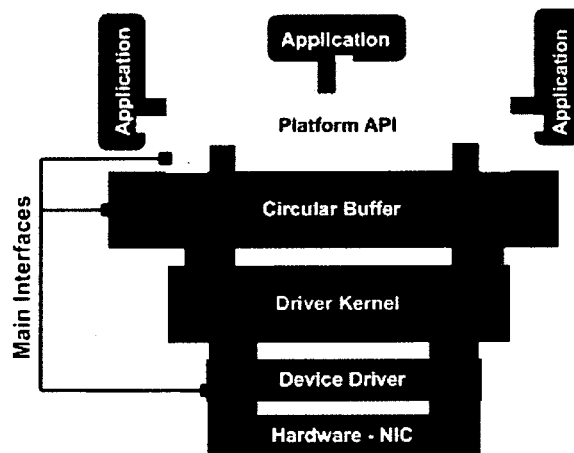 Application
Application
Application
Platform API
Circular Buffer
Main Interfaces
Driver Kernel
Device Driver
Hardware - NIC